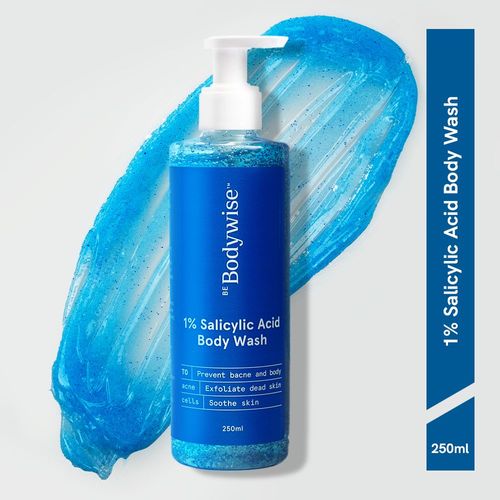 BE Bodywise™
1% Salicylic Acid
Body Wash
TO Prevent bacne and body
acne Exfoliate dead skin
cells Soothe skin
250ml
1% Salicylic Acid Body Wash
250ml